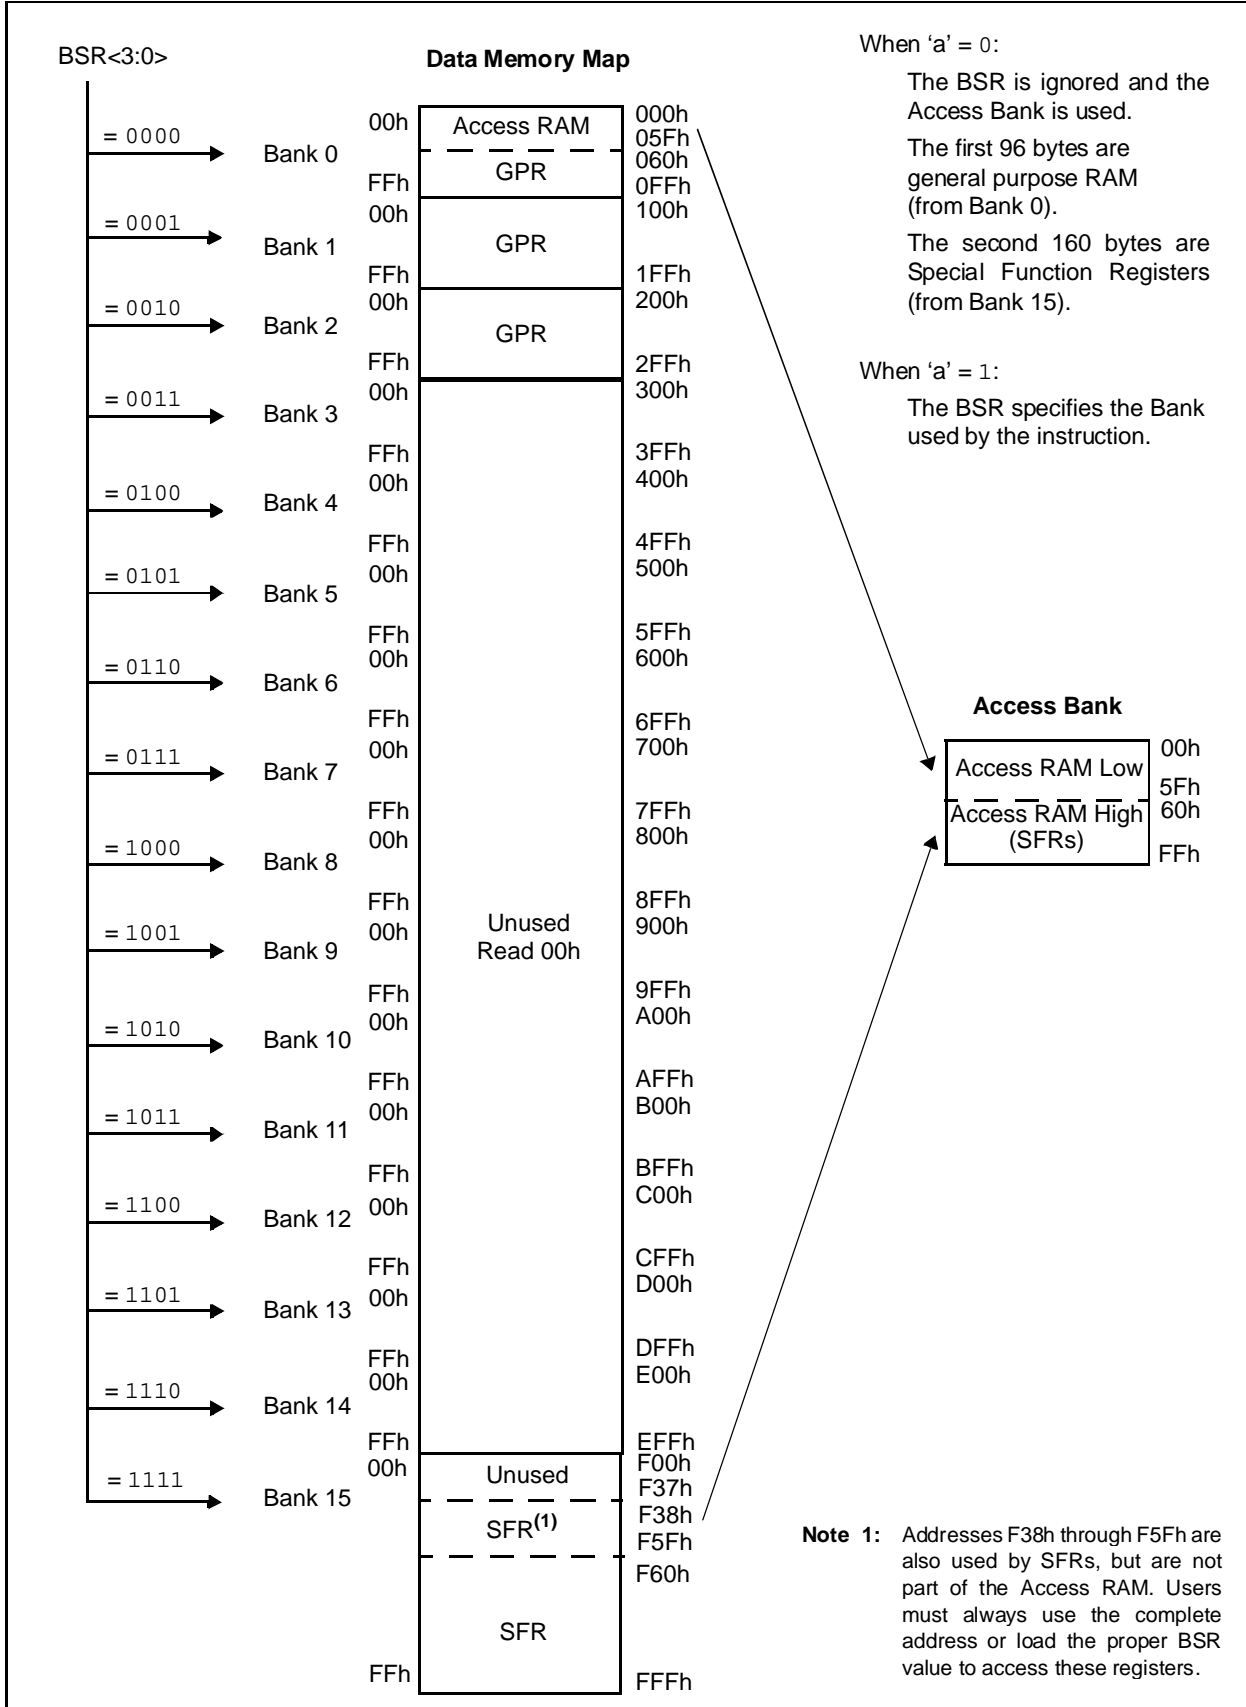 BSR<3:0>
Data Memory Map
When ‘a’ = 0:
The BSR is ignored and the
Access Bank is used.
The first 96 bytes are
general purpose RAM
(from Bank 0).
The second 160 bytes are
Special Function Registers
(from Bank 15).
When ‘a’ = 1:
The BSR specifies the Bank
used by the instruction.
= 0000
Bank 0
00h
FFh
Access RAM
GPR
000h
05Fh
060h
0FFh
= 0001
Bank 1
00h
FFh
GPR
100h
1FFh
= 0010
Bank 2
00h
FFh
GPR
200h
2FFh
= 0011
Bank 3
00h
FFh
300h
3FFh
= 0100
Bank 4
00h
FFh
400h
4FFh
= 0101
Bank 5
00h
FFh
500h
5FFh
= 0110
Bank 6
00h
FFh
600h
6FFh
= 0111
Bank 7
00h
FFh
700h
7FFh
= 1000
Bank 8
00h
FFh
800h
8FFh
= 1001
Bank 9
00h
FFh
Unused
Read 00h
900h
9FFh
= 1010
Bank 10
00h
FFh
A00h
AFFh
= 1011
Bank 11
00h
FFh
B00h
BFFh
= 1100
Bank 12
00h
FFh
C00h
CFFh
= 1101
Bank 13
00h
FFh
D00h
DFFh
= 1110
Bank 14
00h
FFh
E00h
EFFh
= 1111
Bank 15
00h
FFh
Unused
SFR(1)
SFR
F00h
F37h
F38h
F5Fh
F60h
FFFh
Access Bank
Access RAM Low
Access RAM High
(SFRs)
00h
5Fh
60h
FFh
Note 1: Addresses F38h through F5Fh are
also used by SFRs, but are not
part of the Access RAM. Users
must always use the complete
address or load the proper BSR
value to access these registers.